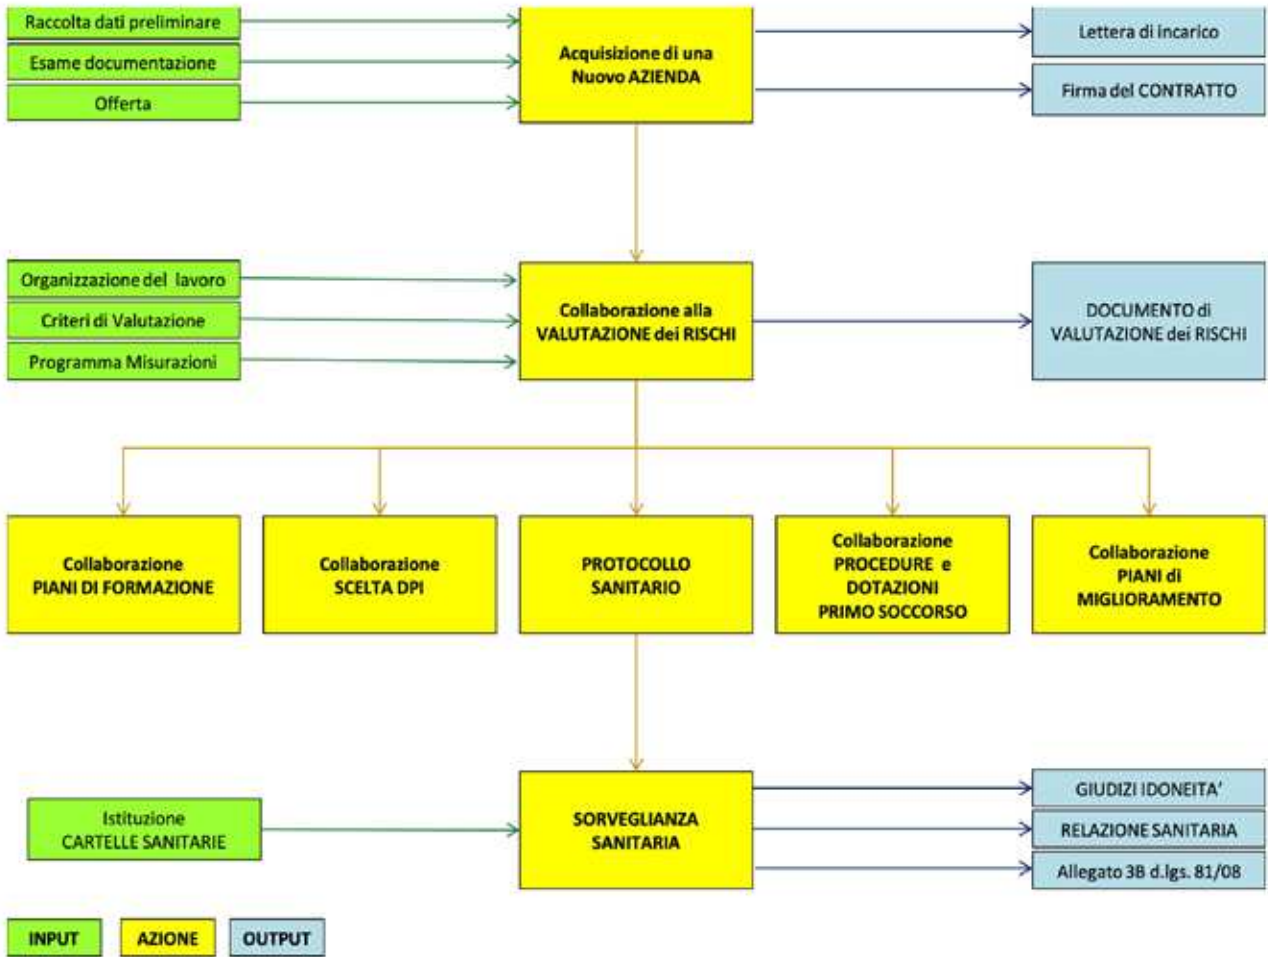 Raccolta dati preliminare
Esame documentazione
Offerta
Acquisizione di una
Nuovo AZIENDA
Lettera di incarico
Firma del CONTRATTO
Organizzazione del lavoro
Criteri di Valutazione
Programma Misurazioni
Collaborazione alla
VALUTAZIONE dei RISCHI
DOCUMENTO di
VALUTAZIONE dei RISCHI
Collaborazione
PIANI DI FORMAZIONE
Collaborazione
SCELTA DPI
PROTOCOLLO
SANITARIO
Collaborazione
PROCEDURE e
DOTAZIONI
PRIMO SOCCORSO
Collaborazione
PIANI di
MIGLIORAMENTO
Istituzione
CARTELLE SANITARIE
SORVEGLIANZA
SANITARIA
GIUDIZI IDONEITA'
RELAZIONE SANITARIA
Allegato 3B d.lgs. 81/08
INPUT
AZIONE
OUTPUT